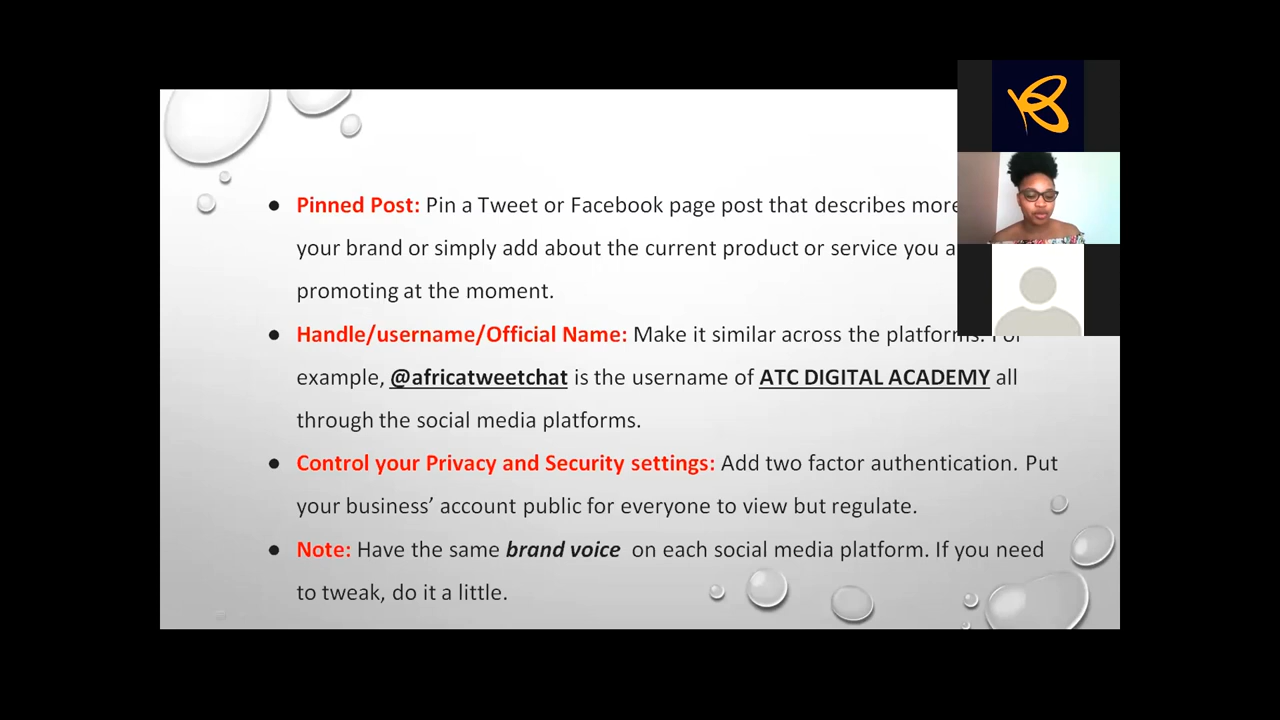 ● Pinned Post: Pin a Tweet or Facebook page post that describes more
your brand or simply add about the current product or service you a
promoting at the moment.
● Handle/username/Official Name: Make it similar across the platforms. For
example, @africatweetchat is the username of ATC DIGITAL ACADEMY all
through the social media platforms.
● Control your Privacy and Security settings: Add two factor authentication. Put
your business’ account public for everyone to view but regulate.
● Note: Have the same brand voice on each social media platform. If you need
to tweak, do it a little.